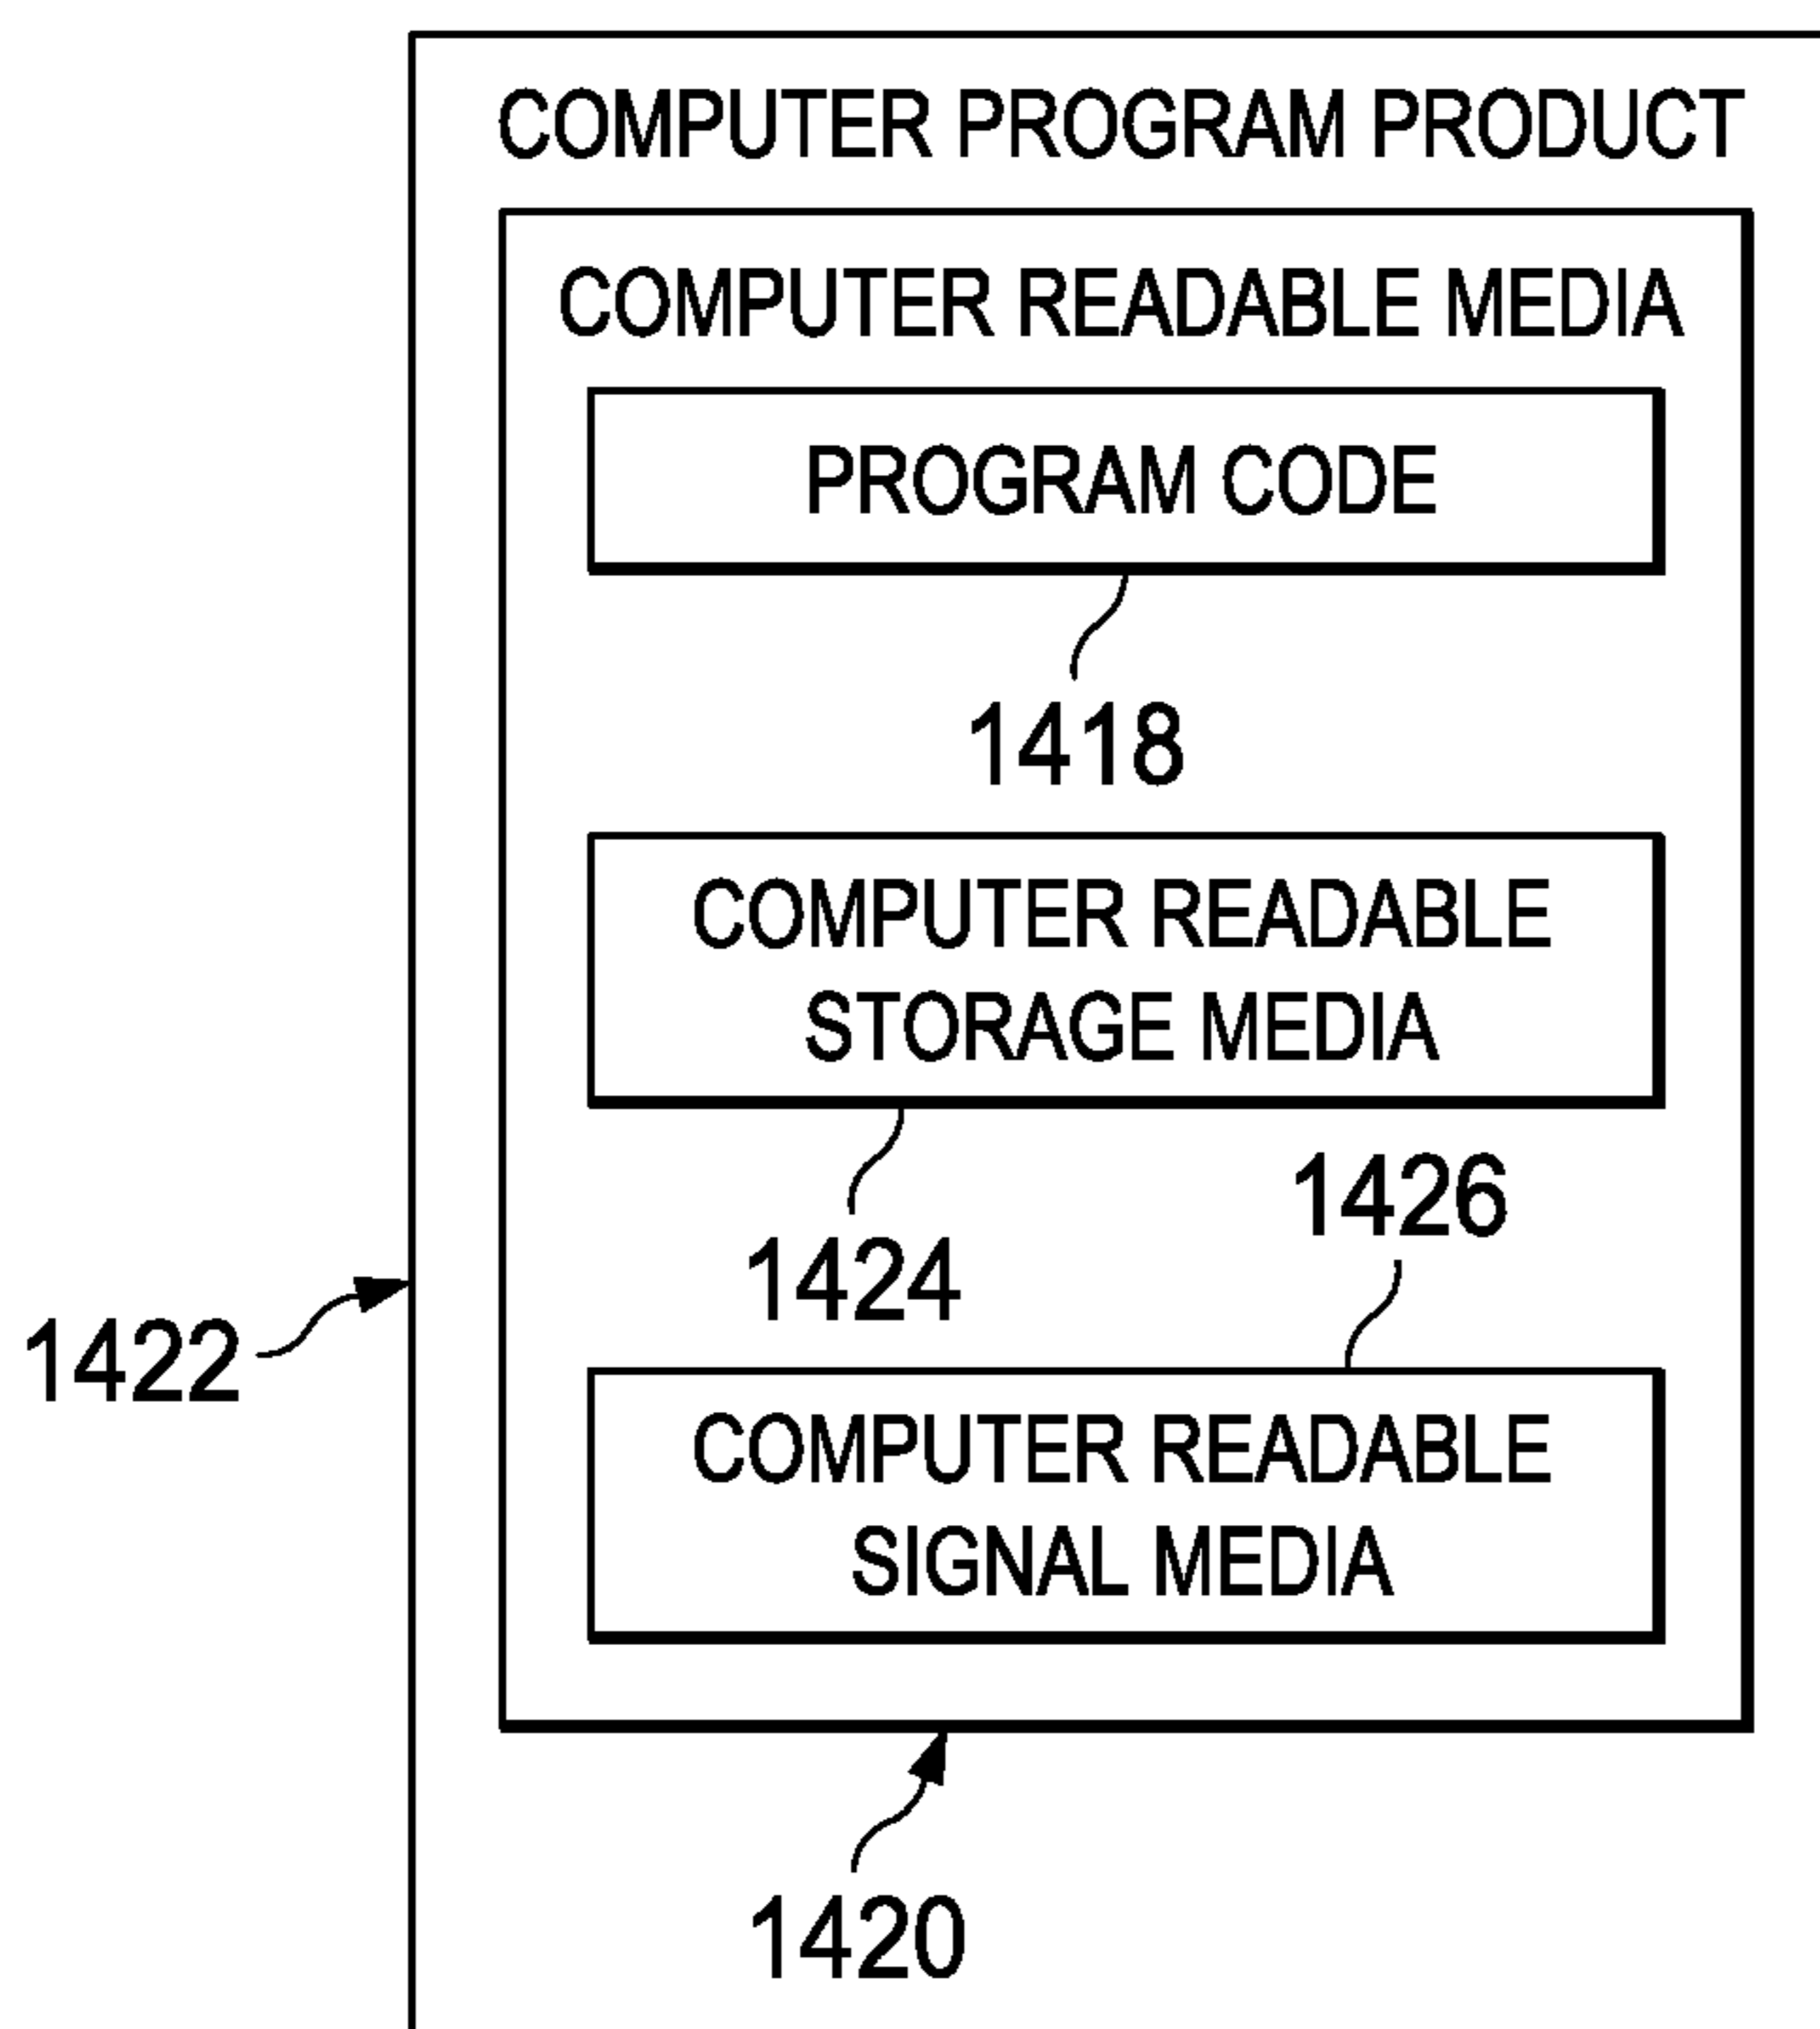 COMPUTER PROGRAM PRODUCT
COMPUTER READABLE MEDIA
PROGRAM CODE
1418
COMPUTER READABLE
STORAGE MEDIA
1426
1424
1422
COMPUTER READABLE
SIGNAL MEDIA
1420